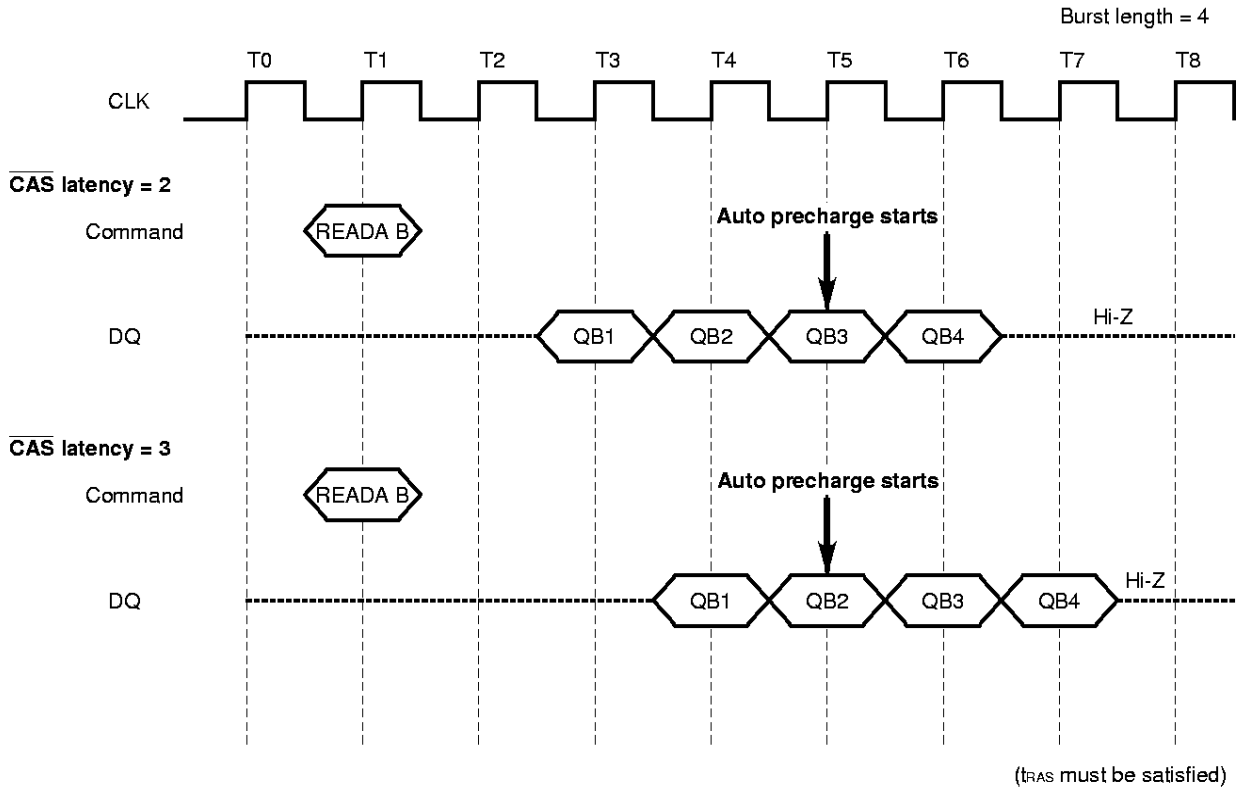 Burst length = 4
T0 T1 T2 T3 T4 T5 T6 T7 T8
CLK
CAS latency = 2
Command
READA B
Auto precharge starts
DQ
QB1 QB2 QB3 QB4
Hi-Z
CAS latency = 3
Command
READA B
Auto precharge starts
DQ
QB1 QB2 QB3 QB4
Hi-Z
(tRAS must be satisfied)